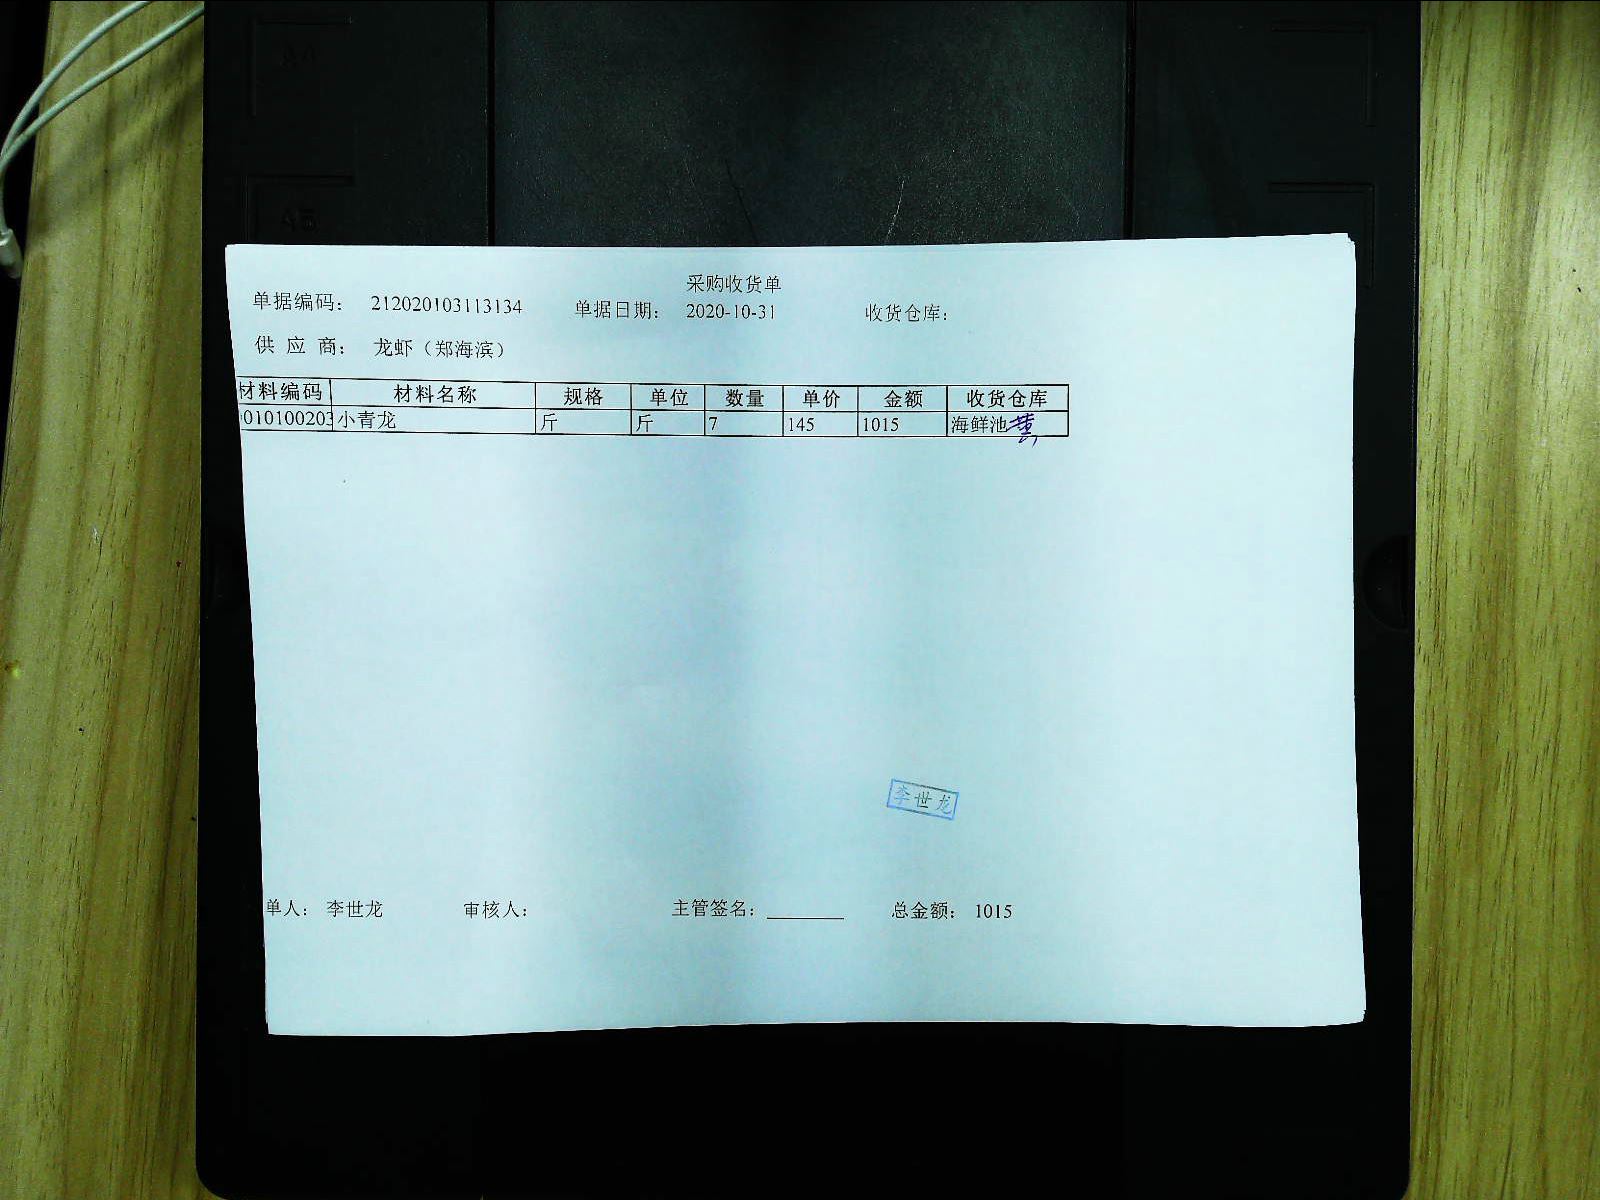 A4
A5
采购收货单
单据编码： 212020103113134 单据日期： 2020-10-31 收货仓库：
供 应 商： 龙虾（郑海滨）
材料编码 材料名称 规格 单位 数量 单价 金额 收货仓库
010100203 小青龙 斤 斤 7 145 1015 海鲜池
李世龙
单人： 李世龙 审核人： 主管签名： 总金额： 1015